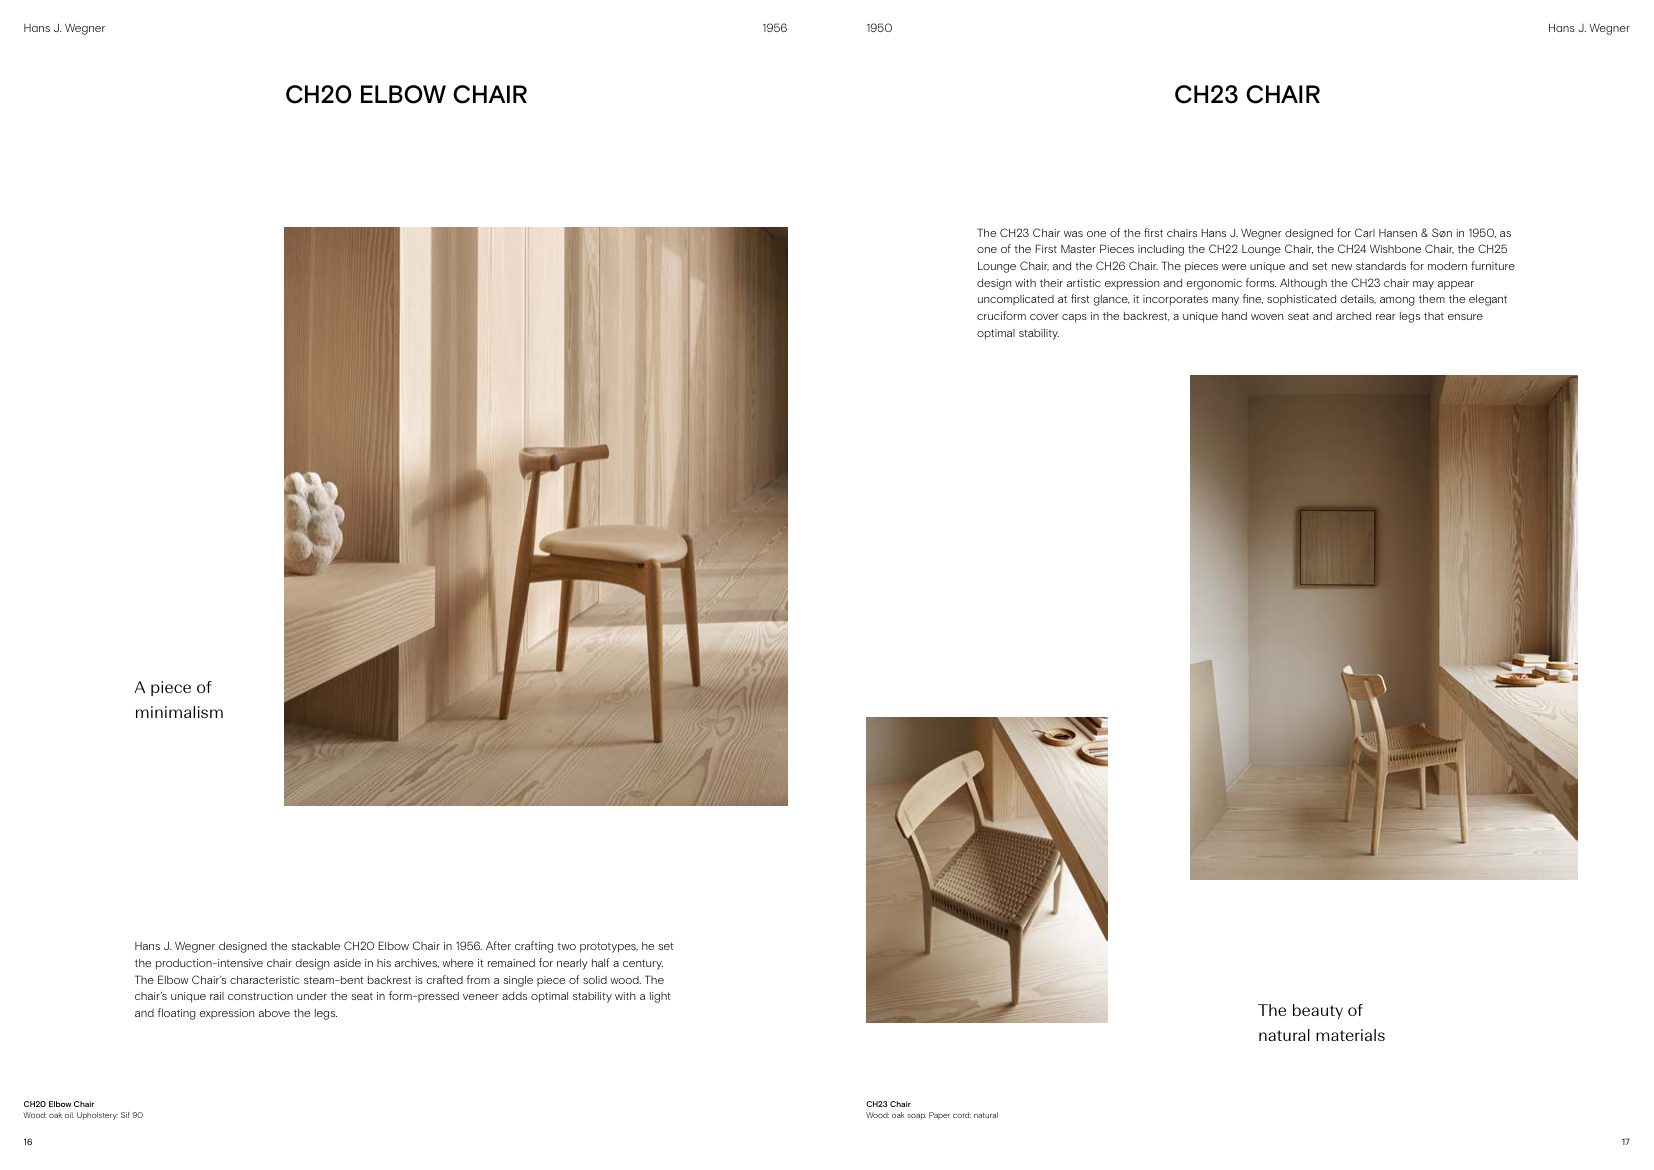 Hans J. Wegner
1956
CH20 ELBOW CHAIR
A piece of
minimalism
Hans J. Wegner designed the stackable CH20 Elbow Chair in 1956. After crafting two prototypes, he set
the production-intensive chair design aside in his archives, where it remained for nearly half a century.
The Elbow Chair's characteristic steam-bent backrest is crafted from a single piece of solid wood. The
chair's unique rail construction under the seat in form-pressed veneer adds optimal stability with a light
and floating expression above the legs.
CH20 Elbow Chair
Wood: oak oil. Upholstery: Sif 90
16
1950
Hans J. Wegner
CH23 CHAIR
The CH23 Chair was one of the first chairs Hans J. Wegner designed for Carl Hansen & Søn in 1950, as
one of the First Master Pieces including the CH22 Lounge Chair, the CH24 Wishbone Chair, the CH25
Lounge Chair, and the CH26 Chair. The pieces were unique and set new standards for modern furniture
design with their artistic expression and ergonomic forms. Although the CH23 chair may appear
uncomplicated at first glance, it incorporates many fine, sophisticated details, among them the elegant
cruciform cover caps in the backrest, a unique hand woven seat and arched rear legs that ensure
optimal stability.
The beauty of
natural materials
CH23 Chair
Wood: oak soap. Paper cord: natural
17